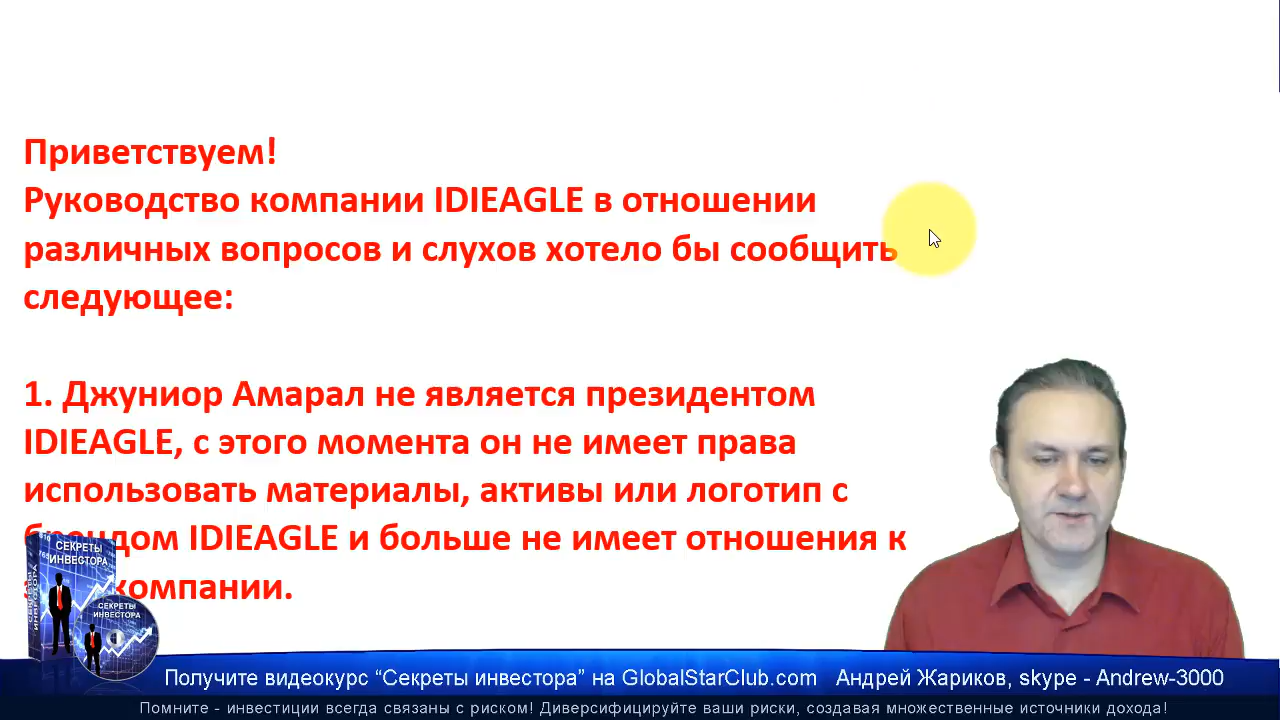 Приветствуем!
Руководство компании IDIEAGLE в отношении
различных вопросов и слухов хотело бы сообщить
следующее:
1. Джуниор Амарал не является президентом
IDIEAGLE, с этого момента он не имеет права
использовать материалы, активы или логотип с
брендом IDIEAGLE и больше не имеет отношения к
компании.
СЕКРЕТЫ
ИНВЕСТОРА
СЕКРЕТЫ
ИНВЕСТОРА
Получите видеокурс “Секреты инвестора” на GlobalStarClub.com Андрей Жариков, skype - Andrew-3000
Помните - инвестиции всегда связаны с риском! Диверсифицируйте ваши риски, создавая множественные источники дохода!